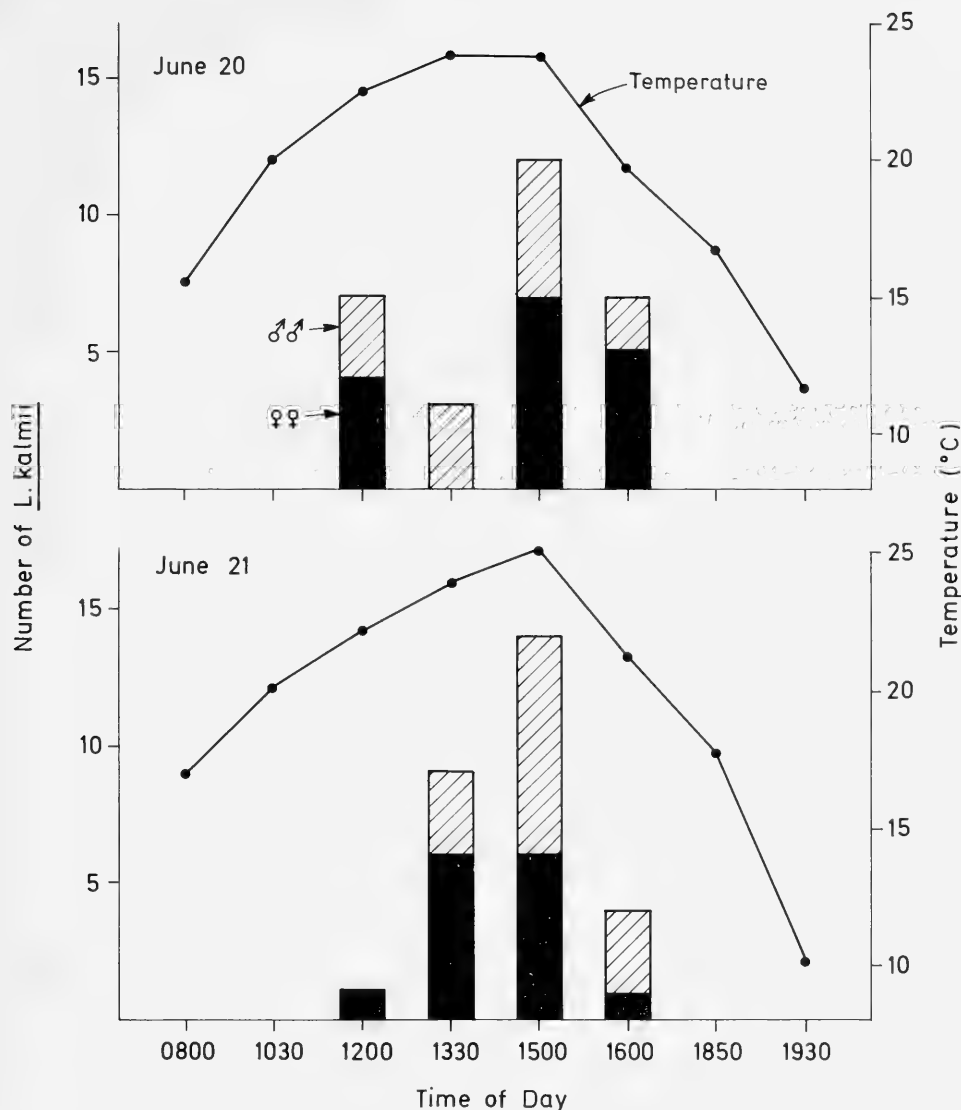 June 20
Temperature
♂♂
♀♀
15
10
5
25
20
15
10
June 21
15
10
5
25
20
15
10
Number of L. kalmii
Temperature (°C)
0800 1030 1200 1330 1500 1600 1850 1930
Time of Day